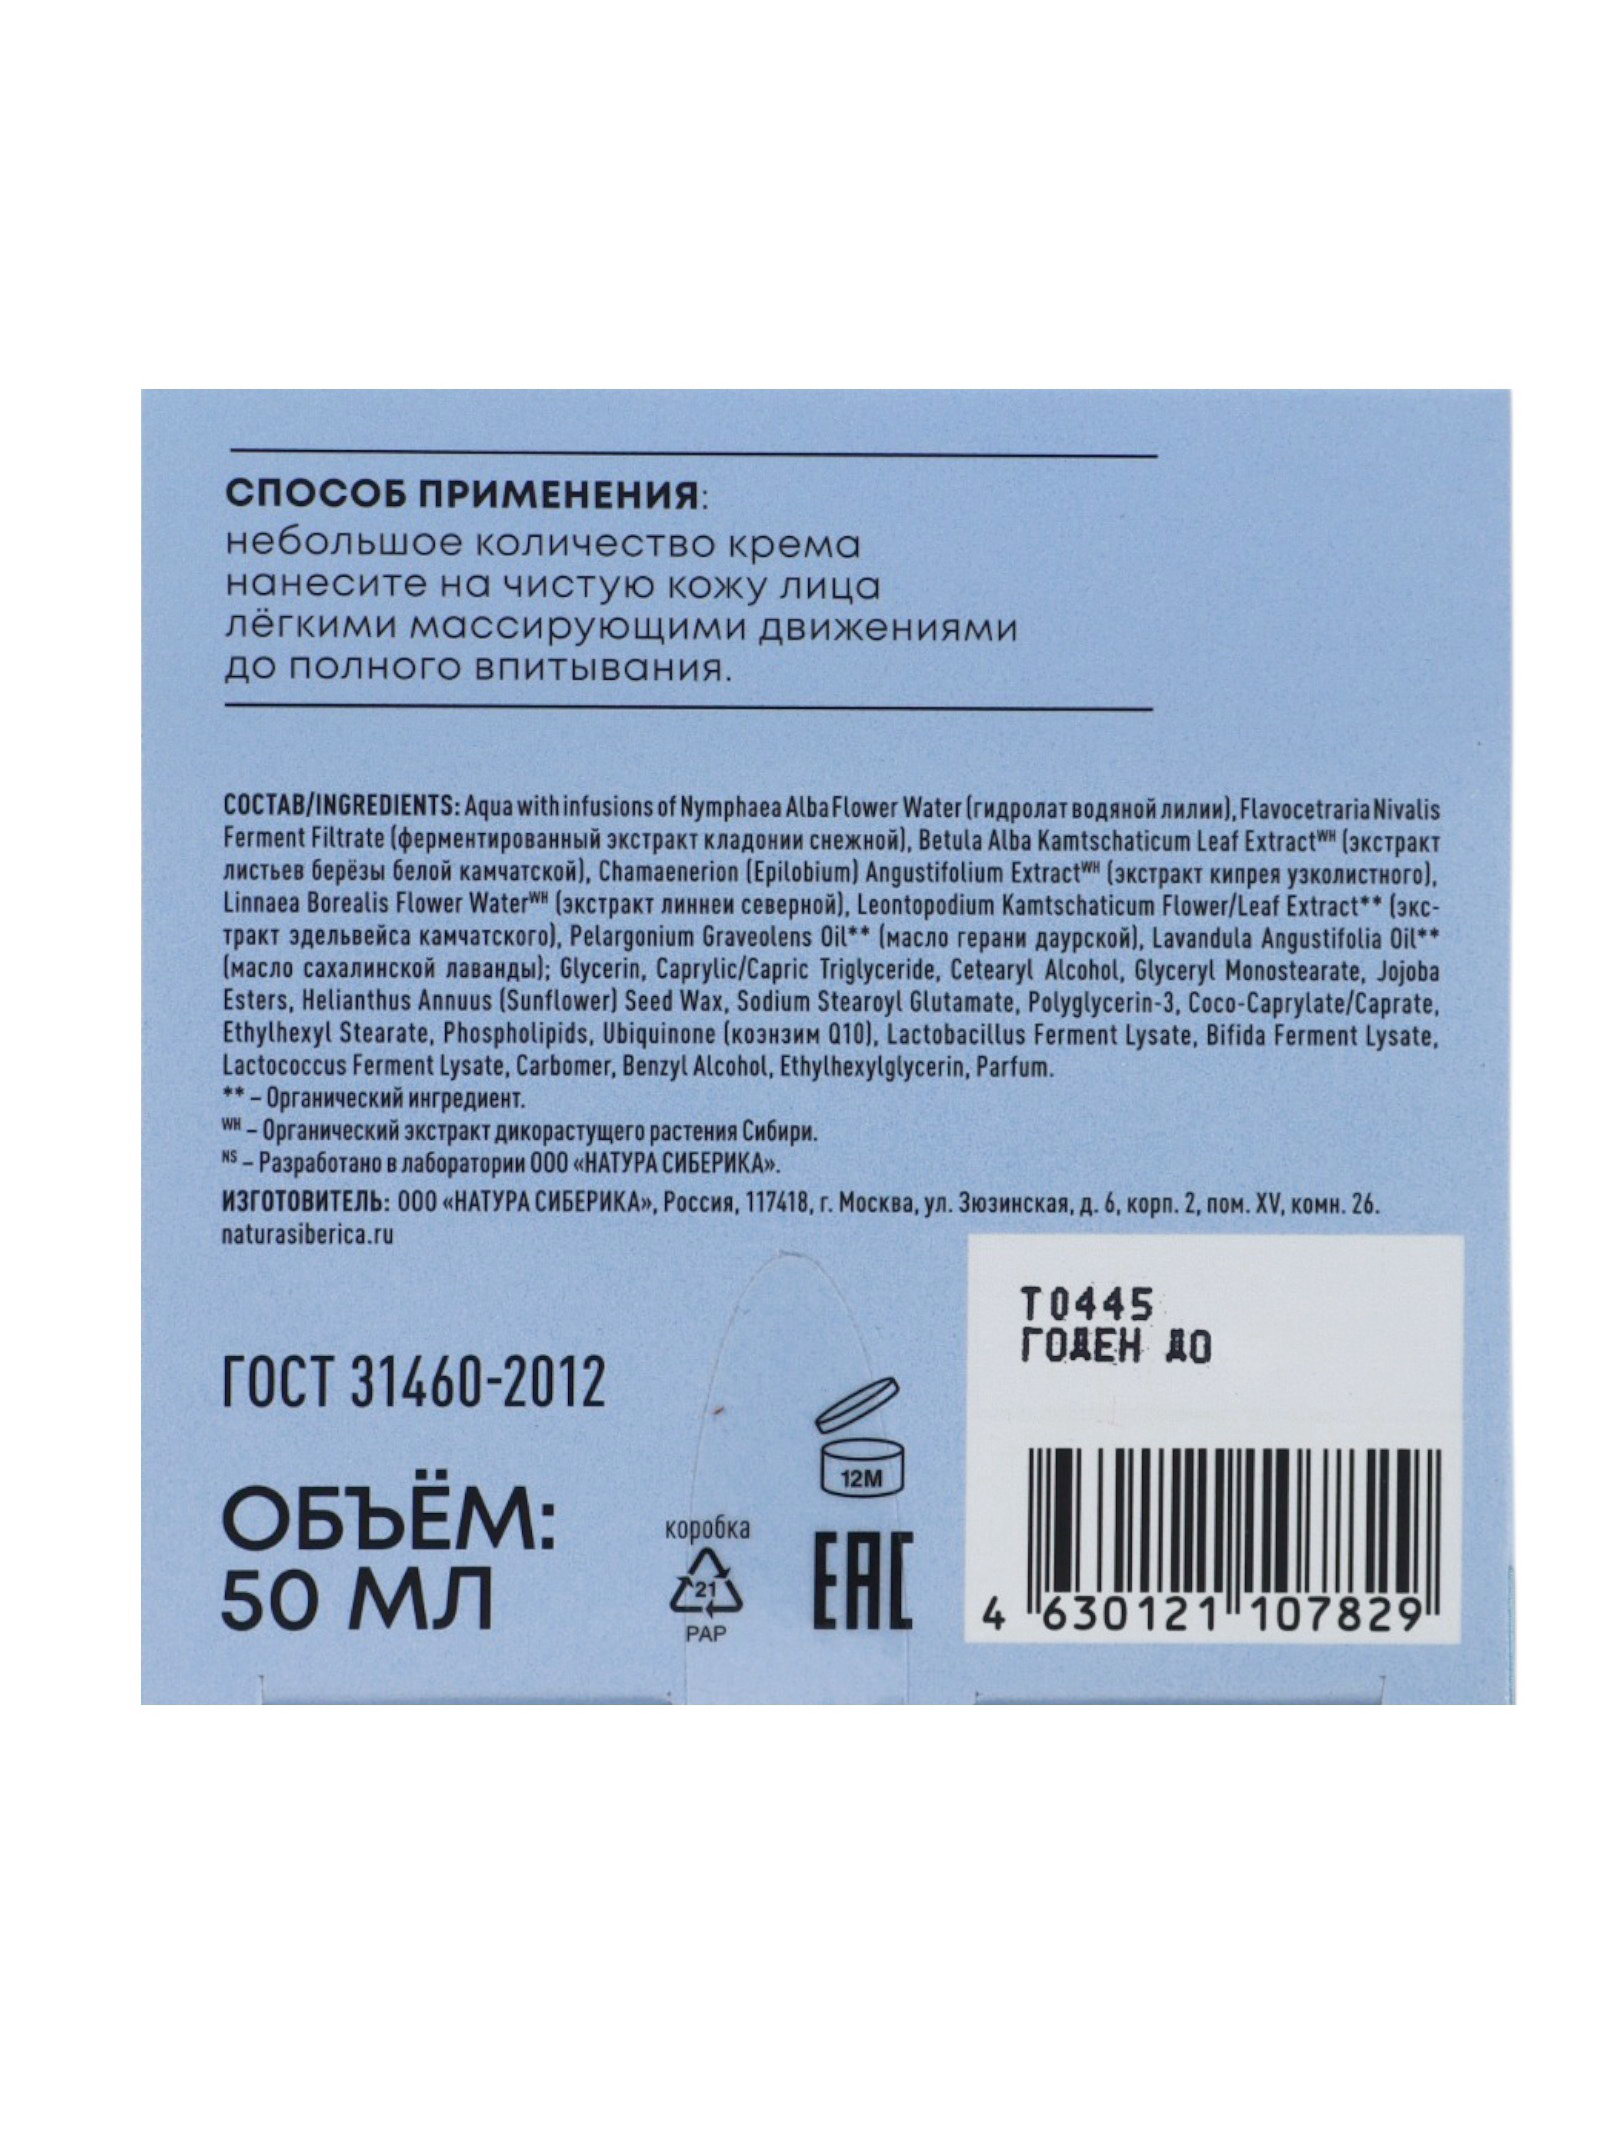 СПОСОБ ПРИМЕНЕНИЯ:
небольшое количество крема
нанесите на чистую кожу лица
лёгкими массирующими движениями
до полного впитывания.
СОСТАВ/INGREDIENTS: Aqua with infusions of Nymphaea Alba Flower Water (гидролат водяной лилии), Flavocetraria Nivalis
Ferment Filtrate (ферментированный экстракт кладонии снежной), Betula Alba Kamtschaticum Leaf Extractᵂᴴ (экстракт
листьев берёзы белой камчатской), Chamaenerion (Epilobium) Angustifolium Extractᵂᴴ (экстракт кипрея узколистного),
Linnaea Borealis Flower Waterᵂᴴ (экстракт линнеи северной), Leontopodium Kamtschaticum Flower/Leaf Extract** (экс-
тракт эдельвейса камчатского), Pelargonium Graveolens Oil** (масло герани даурской), Lavandula Angustifolia Oil**
(масло сахалинской лаванды); Glycerin, Caprylic/Capric Triglyceride, Cetearyl Alcohol, Glyceryl Monostearate, Jojoba
Esters, Helianthus Annuus (Sunflower) Seed Wax, Sodium Stearoyl Glutamate, Polyglycerin-3, Coco-Caprylate/Caprate,
Ethylhexyl Stearate, Phospholipids, Ubiquinone (коэнзим Q10), Lactobacillus Ferment Lysate, Bifida Ferment Lysate,
Lactococcus Ferment Lysate, Carbomer, Benzyl Alcohol, Ethylhexylglycerin, Parfum.
** – Органический ингредиент.
ᵂᴴ – Органический экстракт дикорастущего растения Сибири.
ᴺˢ – Разработано в лаборатории ООО «НАТУРА СИБЕРИКА».
ИЗГОТОВИТЕЛЬ: ООО «НАТУРА СИБЕРИКА», Россия, 117418, г. Москва, ул. Зюзинская, д. 6, корп. 2, пом. XV, комн. 26.
naturasiberica.ru
Т0445
ГОДЕН ДО
ГОСТ 31460-2012
ОБЪЁМ:
50 МЛ
коробка
21
PAP
12M
EAC
4 630121 107829